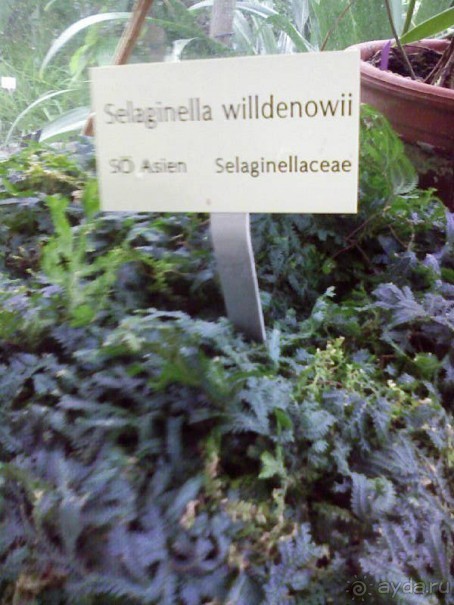 Selaginella willdenowii
SO Asien Selaginellaceae
ayda.ru